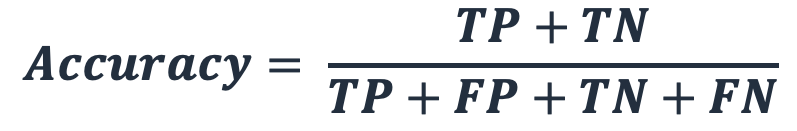 TP + TN
Accuracy =
TP + FP + TN + FN